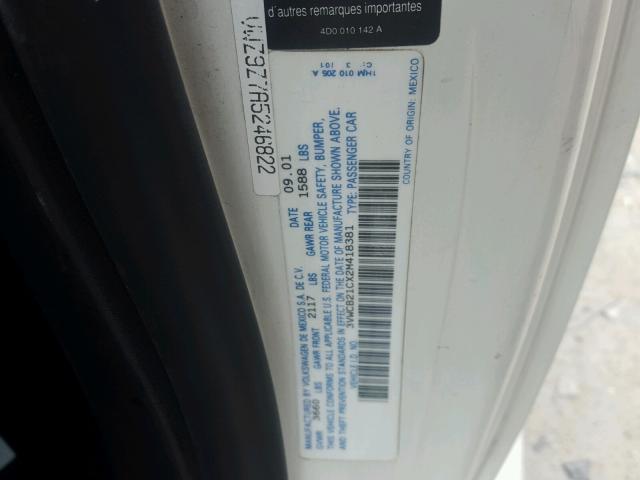 d'autres remarques importantes
4D0 010 142 A
1HM 010 205 A
C: 3 /01
COUNTRY OF ORIGIN: MEXICO
MANUFACTURED BY VOLKSWAGEN DE MEXICO S.A. DE C.V. DATE 09.01
GVWR 3660 LBS GAWR FRONT 2117 LBS GAWR REAR 1588 LBS
THIS VEHICLE CONFORMS TO ALL APPLICABLE U.S. FEDERAL MOTOR VEHICLE SAFETY, BUMPER,
AND THEFT PREVENTION STANDARDS IN EFFECT ON THE DATE OF MANUFACTURE SHOWN ABOVE.
VEHICLE I.D. NO. 3VWCB21CX2M418381 TYPE: PASSENGER CAR